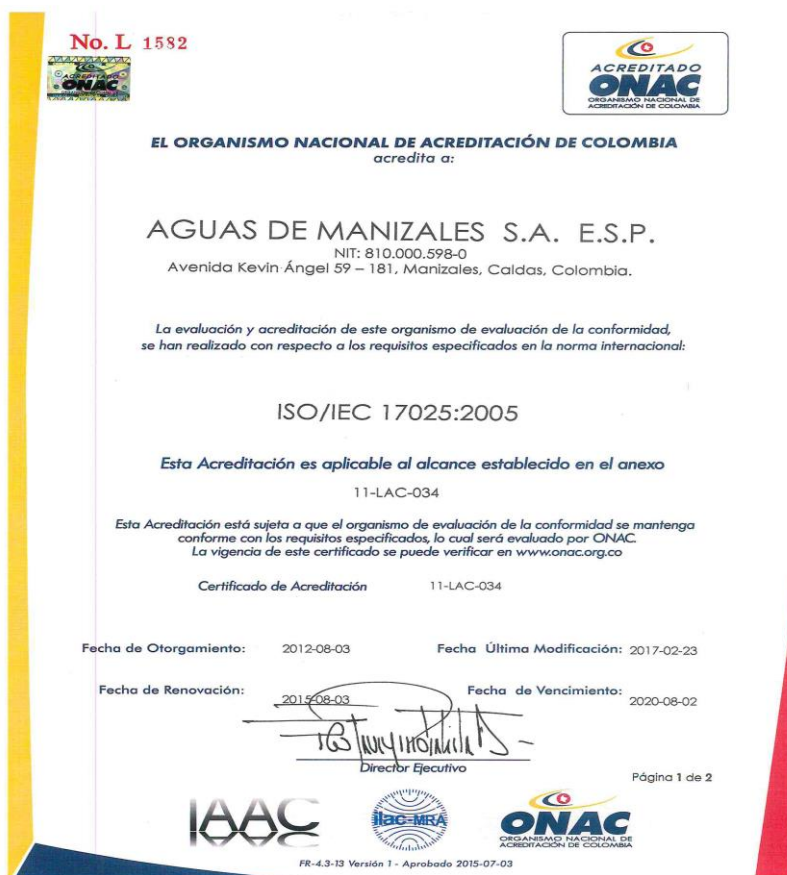 No. L 1582
ACREDITADO
ONAC
ACREDITADO
ONAC
ORGANISMO NACIONAL DE
ACREDITACIÓN DE COLOMBIA
EL ORGANISMO NACIONAL DE ACREDITACIÓN DE COLOMBIA
acredita a:
AGUAS DE MANIZALES S.A. E.S.P.
NIT: 810.000.598-0
Avenida Kevin Ángel 59 – 181, Manizales, Caldas, Colombia.
La evaluación y acreditación de este organismo de evaluación de la conformidad,
se han realizado con respecto a los requisitos especificados en la norma internacional:
ISO/IEC 17025:2005
Esta Acreditación es aplicable al alcance establecido en el anexo
11-LAC-034
Esta Acreditación está sujeta a que el organismo de evaluación de la conformidad se mantenga
conforme con los requisitos especificados, lo cual será evaluado por ONAC.
La vigencia de este certificado se puede verificar en www.onac.org.co
Certificado de Acreditación 11-LAC-034
Fecha de Otorgamiento: 2012-08-03 Fecha Última Modificación: 2017-02-23
Fecha de Renovación: 2015-08-03 Fecha de Vencimiento: 2020-08-02
Director Ejecutivo
Página 1 de 2
IAAC
ilac-MRA
ONAC
ORGANISMO NACIONAL DE
ACREDITACIÓN DE COLOMBIA
FR-4.3-13 Versión 1 - Aprobado 2015-07-03